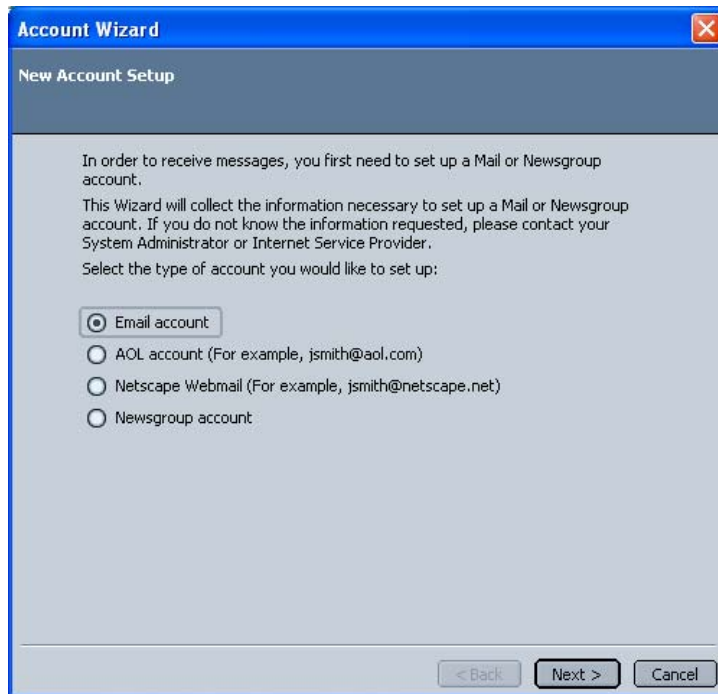 Account Wizard
New Account Setup
In order to receive messages, you first need to set up a Mail or Newsgroup
account.
This Wizard will collect the information necessary to set up a Mail or Newsgroup
account. If you do not know the information requested, please contact your
System Administrator or Internet Service Provider.
Select the type of account you would like to set up:
Email account
AOL account (For example, jsmith@aol.com)
Netscape Webmail (For example, jsmith@netscape.net)
Newsgroup account
< Back Next > Cancel